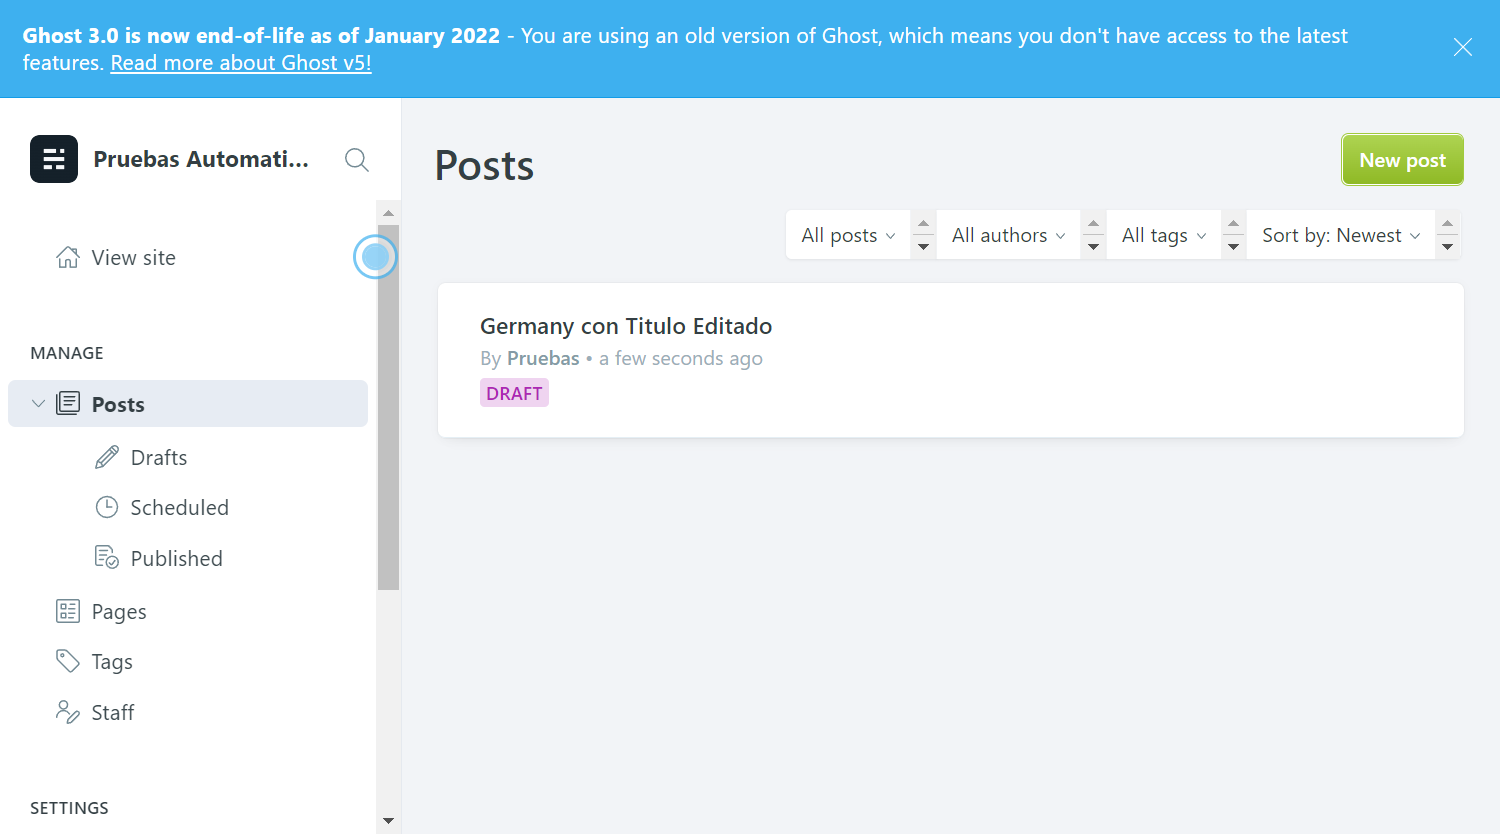 Ghost 3.0 is now end-of-life as of January 2022 - You are using an old version of Ghost, which means you don't have access to the latest
features. Read more about Ghost v5!
Pruebas Automati...
View site
MANAGE
Posts
Drafts
Scheduled
Published
Pages
Tags
Staff
SETTINGS
Posts
New post
All posts
All authors
All tags
Sort by: Newest
Germany con Titulo Editado
By Pruebas • a few seconds ago
DRAFT